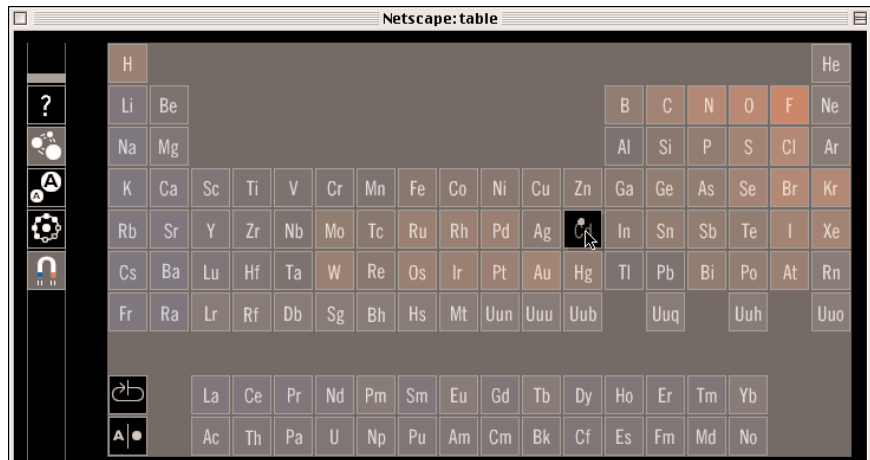 Netscape: table
H He
? Li Be B C N O F Ne
Na Mg Al Si P S Cl Ar
A A K Ca Sc Ti V Cr Mn Fe Co Ni Cu Zn Ga Ge As Se Br Kr
Rb Sr Y Zr Nb Mo Tc Ru Rh Pd Ag Cd In Sn Sb Te I Xe
Cs Ba Lu Hf Ta W Re Os Ir Pt Au Hg Tl Pb Bi Po At Rn
Fr Ra Lr Rf Db Sg Bh Hs Mt Uun Uuu Uub Uuq Uuh Uuo
La Ce Pr Nd Pm Sm Eu Gd Tb Dy Ho Er Tm Yb
A Ac Th Pa U Np Pu Am Cm Bk Cf Es Fm Md No